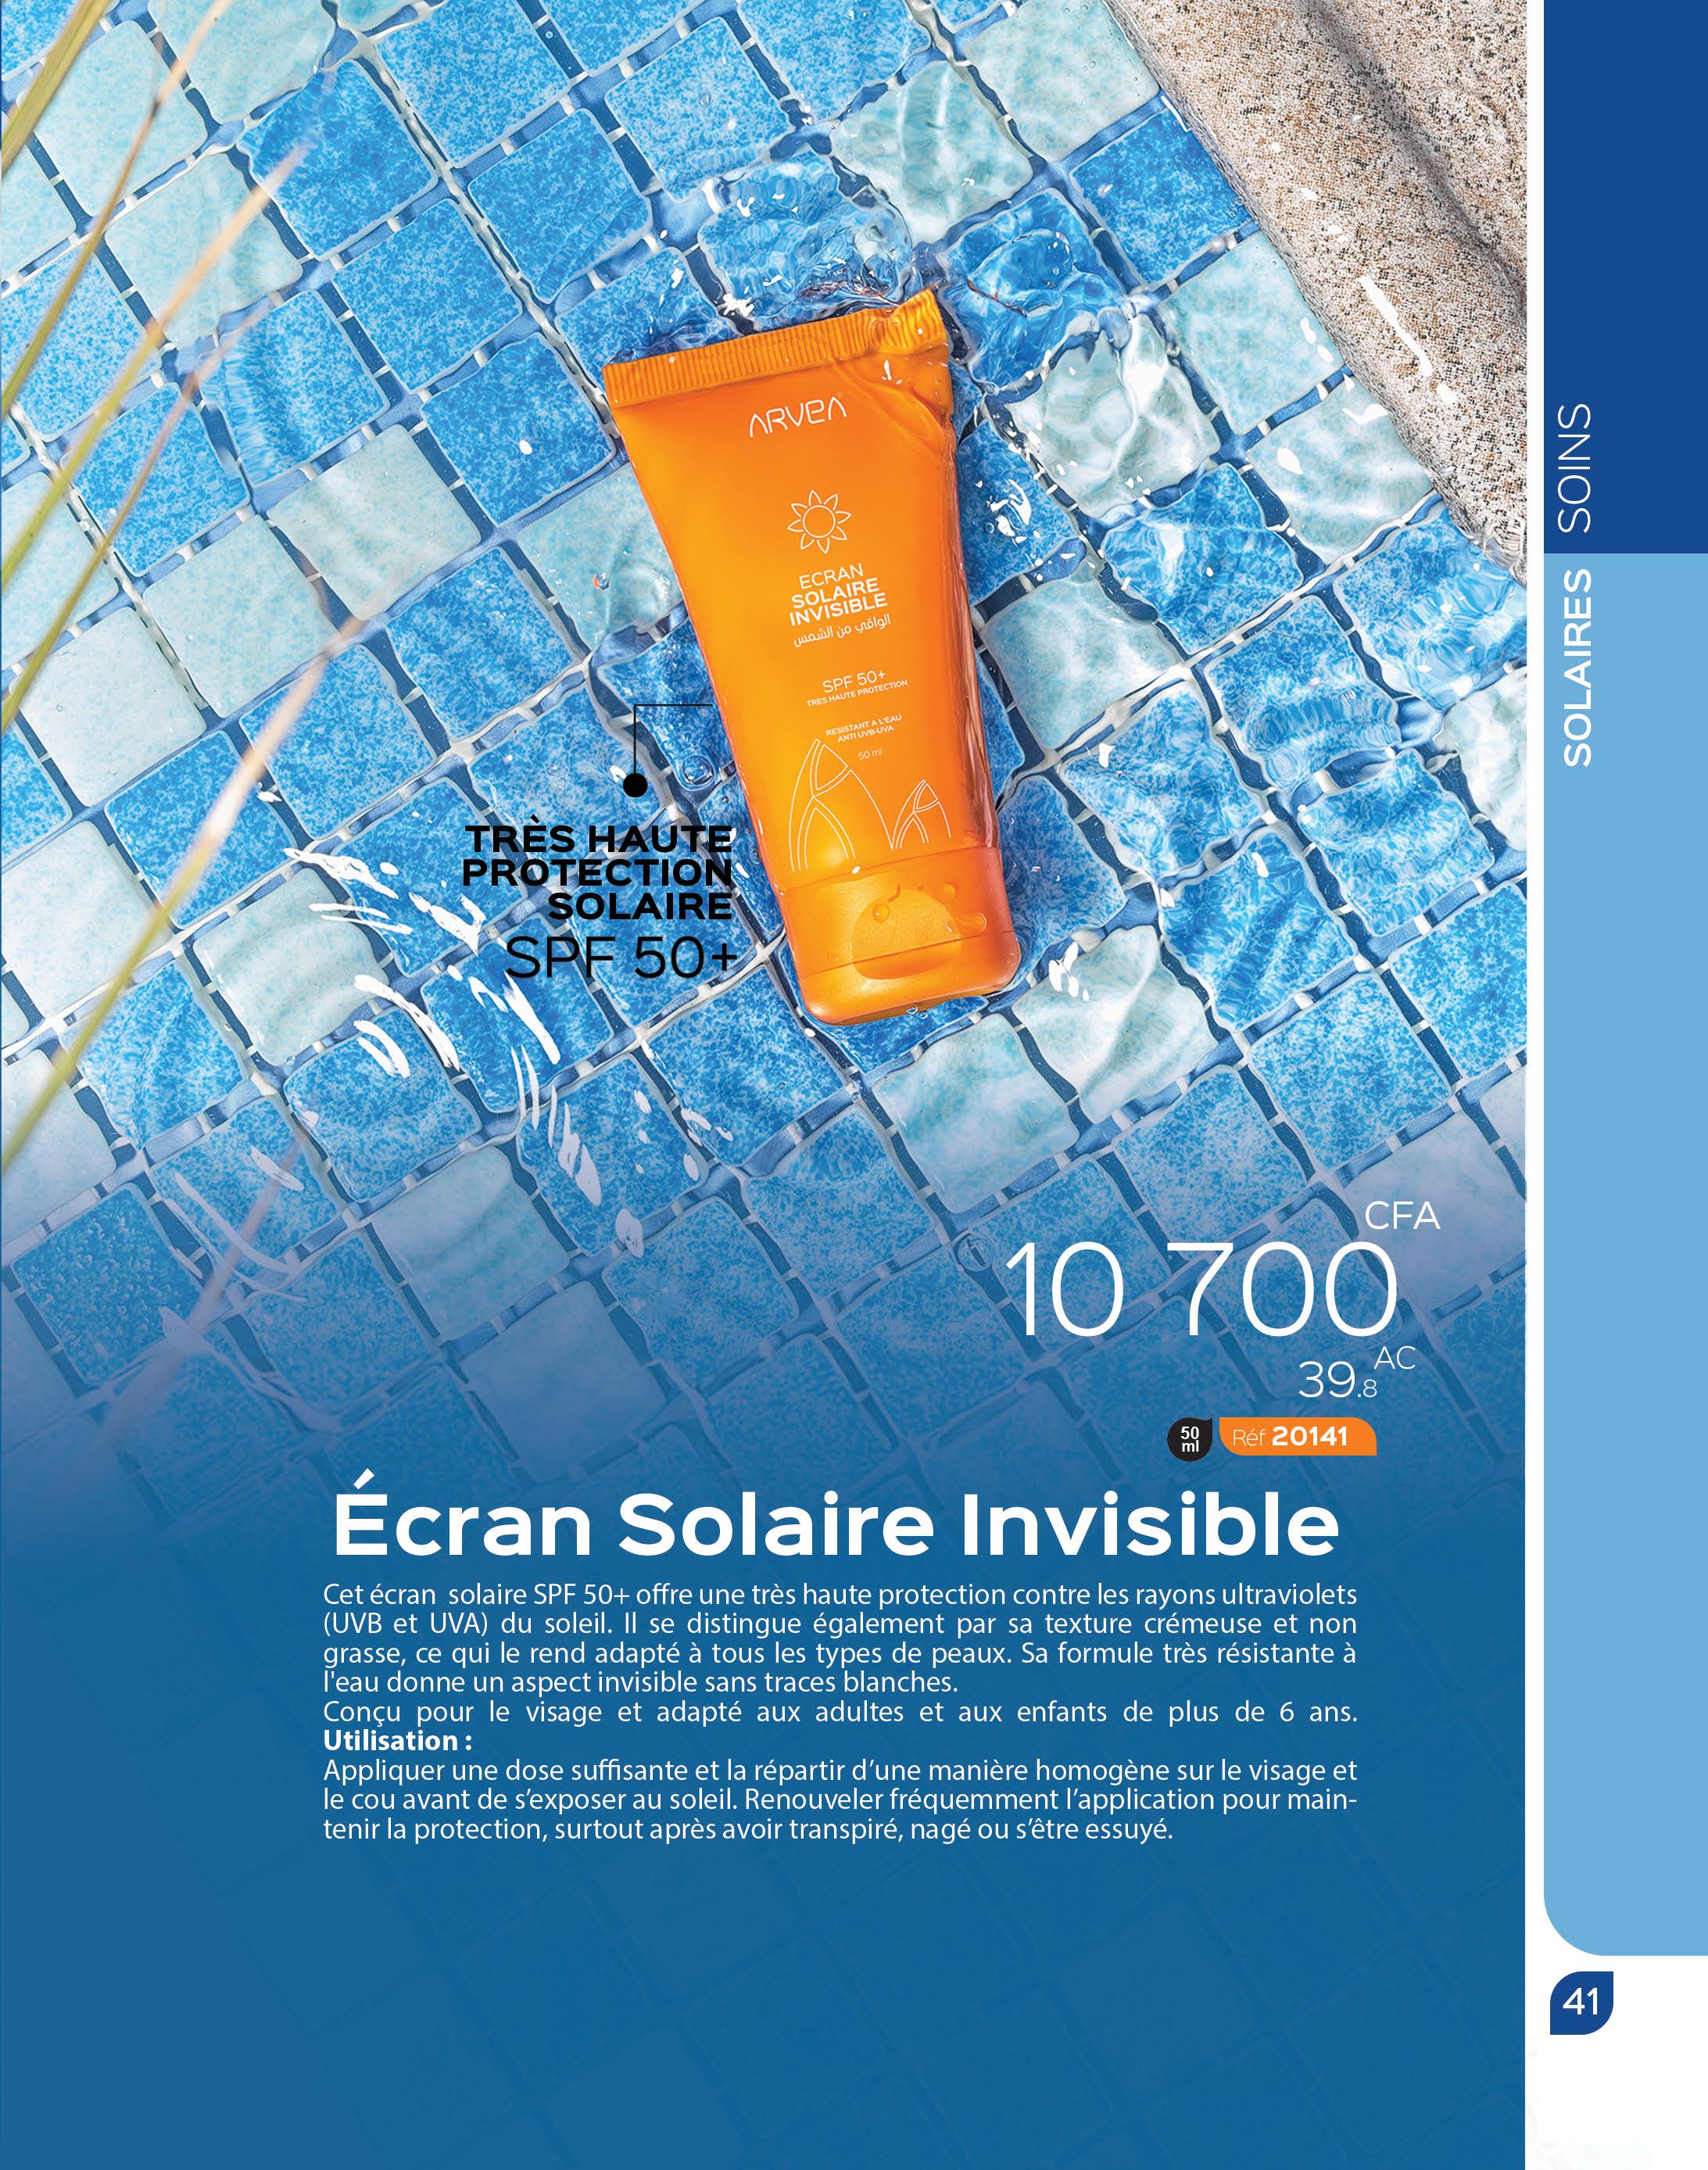 ARVEA
ECRAN
SOLAIRE
INVISIBLE
الواقي من الشمس
SPF 50+
TRES HAUTE PROTECTION
RESISTANT A L'EAU
ANTI UVB-UVA
50 ml
TRÈS HAUTE
PROTECTION
SOLAIRE
SPF 50+
SOLAIRES SOINS
CFA
10 700
39.8 AC
50 ml Réf 20141
Écran Solaire Invisible
Cet écran solaire SPF 50+ offre une très haute protection contre les rayons ultraviolets
(UVB et UVA) du soleil. Il se distingue également par sa texture crémeuse et non
grasse, ce qui le rend adapté à tous les types de peaux. Sa formule très résistante à
l'eau donne un aspect invisible sans traces blanches.
Conçu pour le visage et adapté aux adultes et aux enfants de plus de 6 ans.
Utilisation :
Appliquer une dose suffisante et la répartir d’une manière homogène sur le visage et
le cou avant de s’exposer au soleil. Renouveler fréquemment l’application pour main-
tenir la protection, surtout après avoir transpiré, nagé ou s’être essuyé.
41